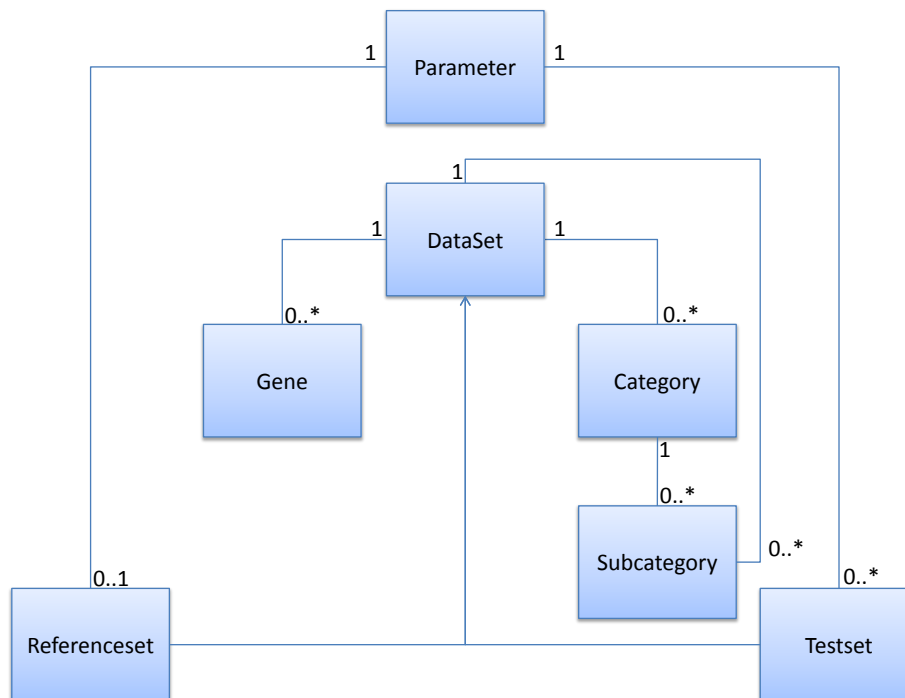 1
Parameter
1
1
1
DataSet
1
0..*
0..*
Gene
Category
1
0..*
Subcategory
0..*
0..1
0..*
Referenceset
Testset